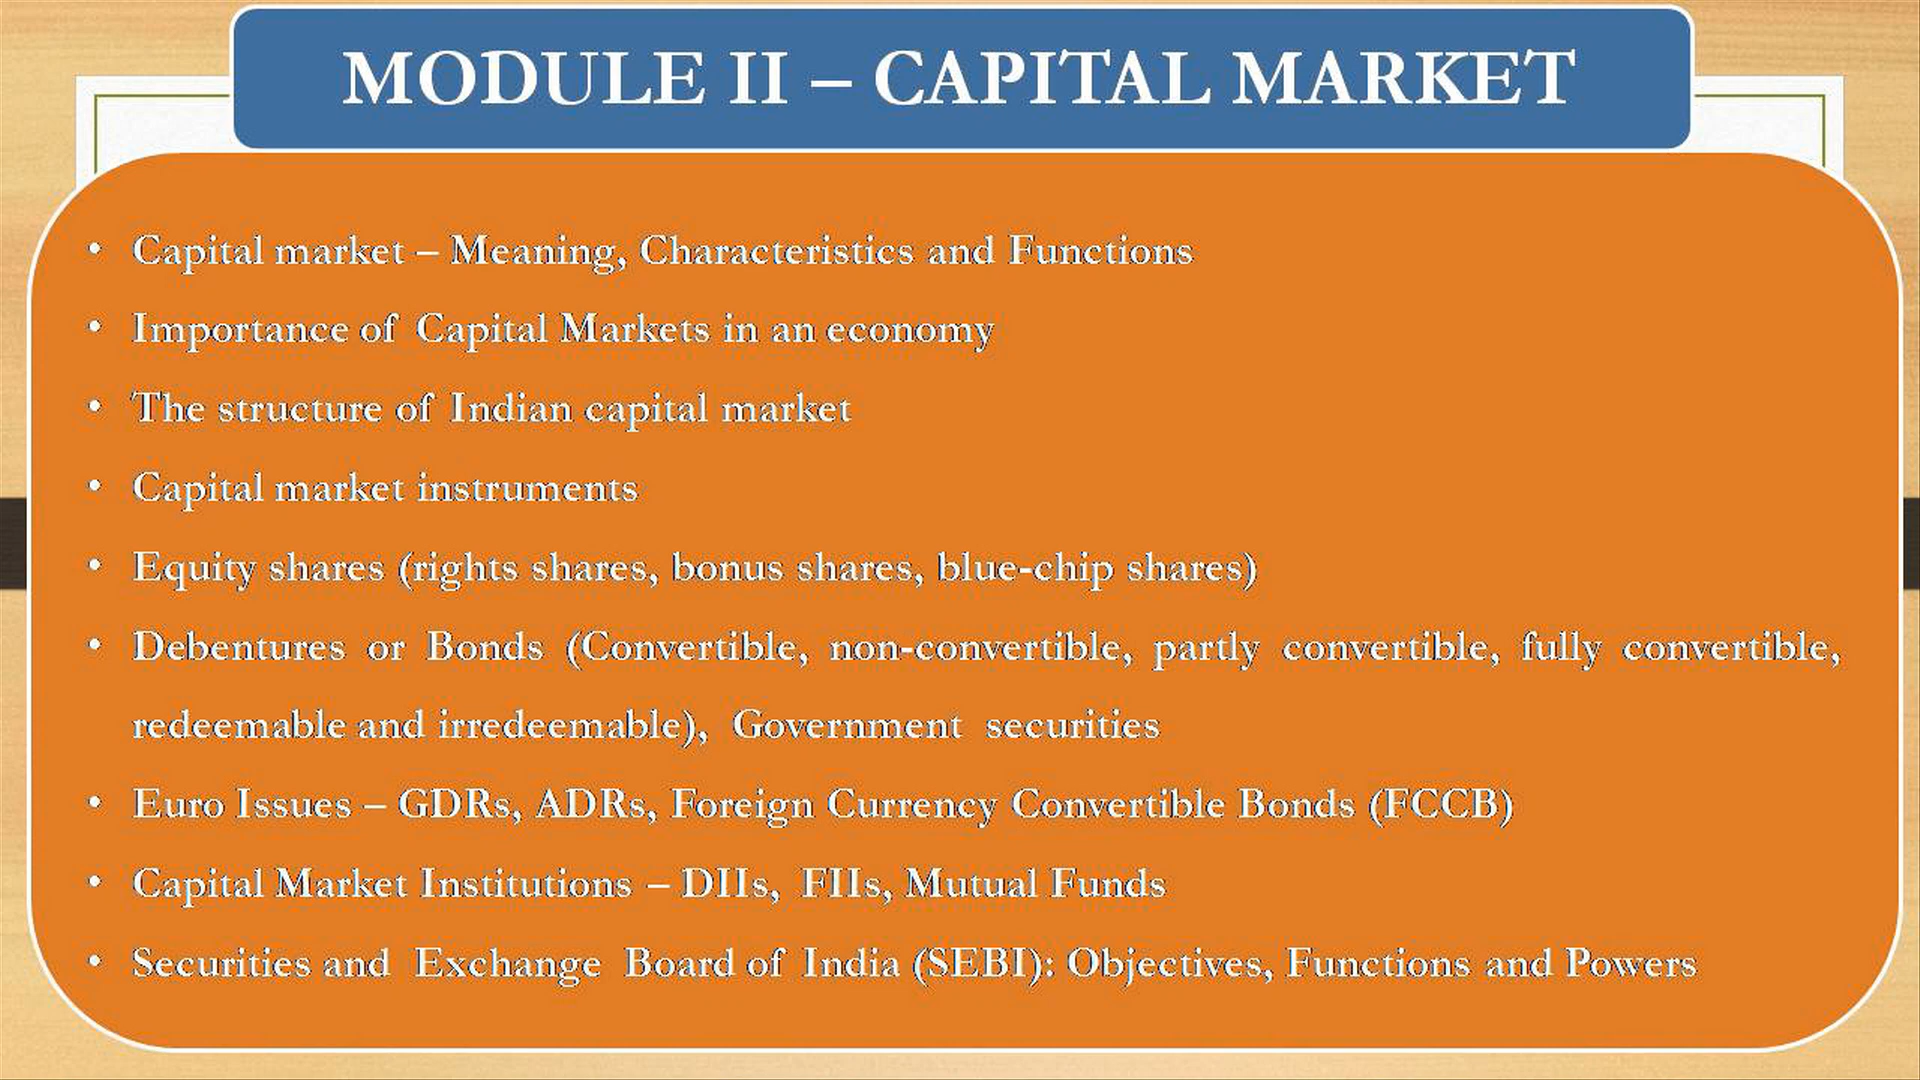 MODULE II – CAPITAL MARKET
• Capital market – Meaning, Characteristics and Functions
• Importance of Capital Markets in an economy
• The structure of Indian capital market
• Capital market instruments
• Equity shares (rights shares, bonus shares, blue-chip shares)
• Debentures or Bonds (Convertible, non-convertible, partly convertible, fully convertible,
redeemable and irredeemable), Government securities
• Euro Issues – GDRs, ADRs, Foreign Currency Convertible Bonds (FCCB)
• Capital Market Institutions – DIIs, FIIs, Mutual Funds
• Securities and Exchange Board of India (SEBI): Objectives, Functions and Powers